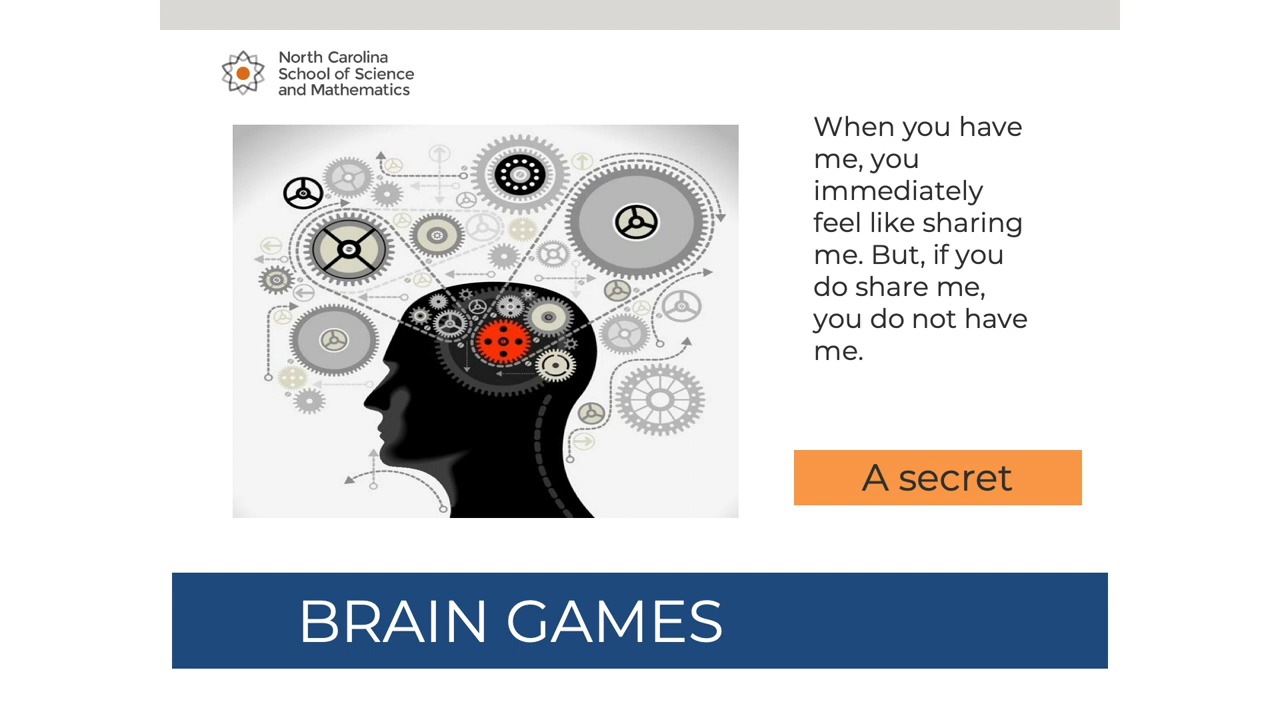 North Carolina
School of Science
and Mathematics
When you have
me, you
immediately
feel like sharing
me. But, if you
do share me,
you do not have
me.
A secret
BRAIN GAMES